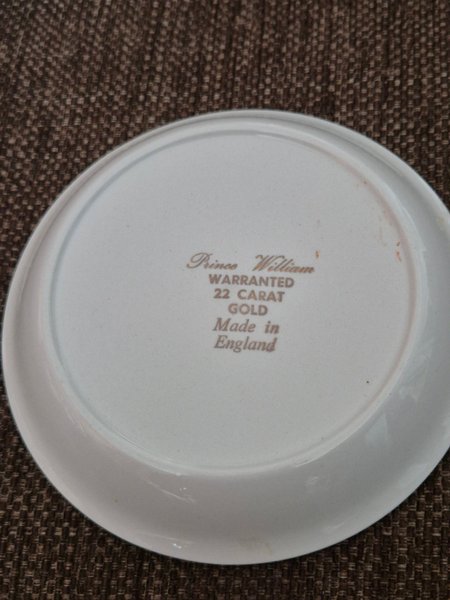 Prince William
WARRANTED
22 CARAT
GOLD
Made in
England